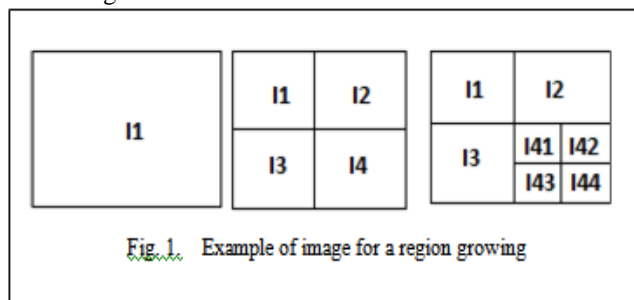 I1
I1 I2
I3 I4
I1 I2
I3 I41 I42
I43 I44
Fig. 1. Example of image for a region growing